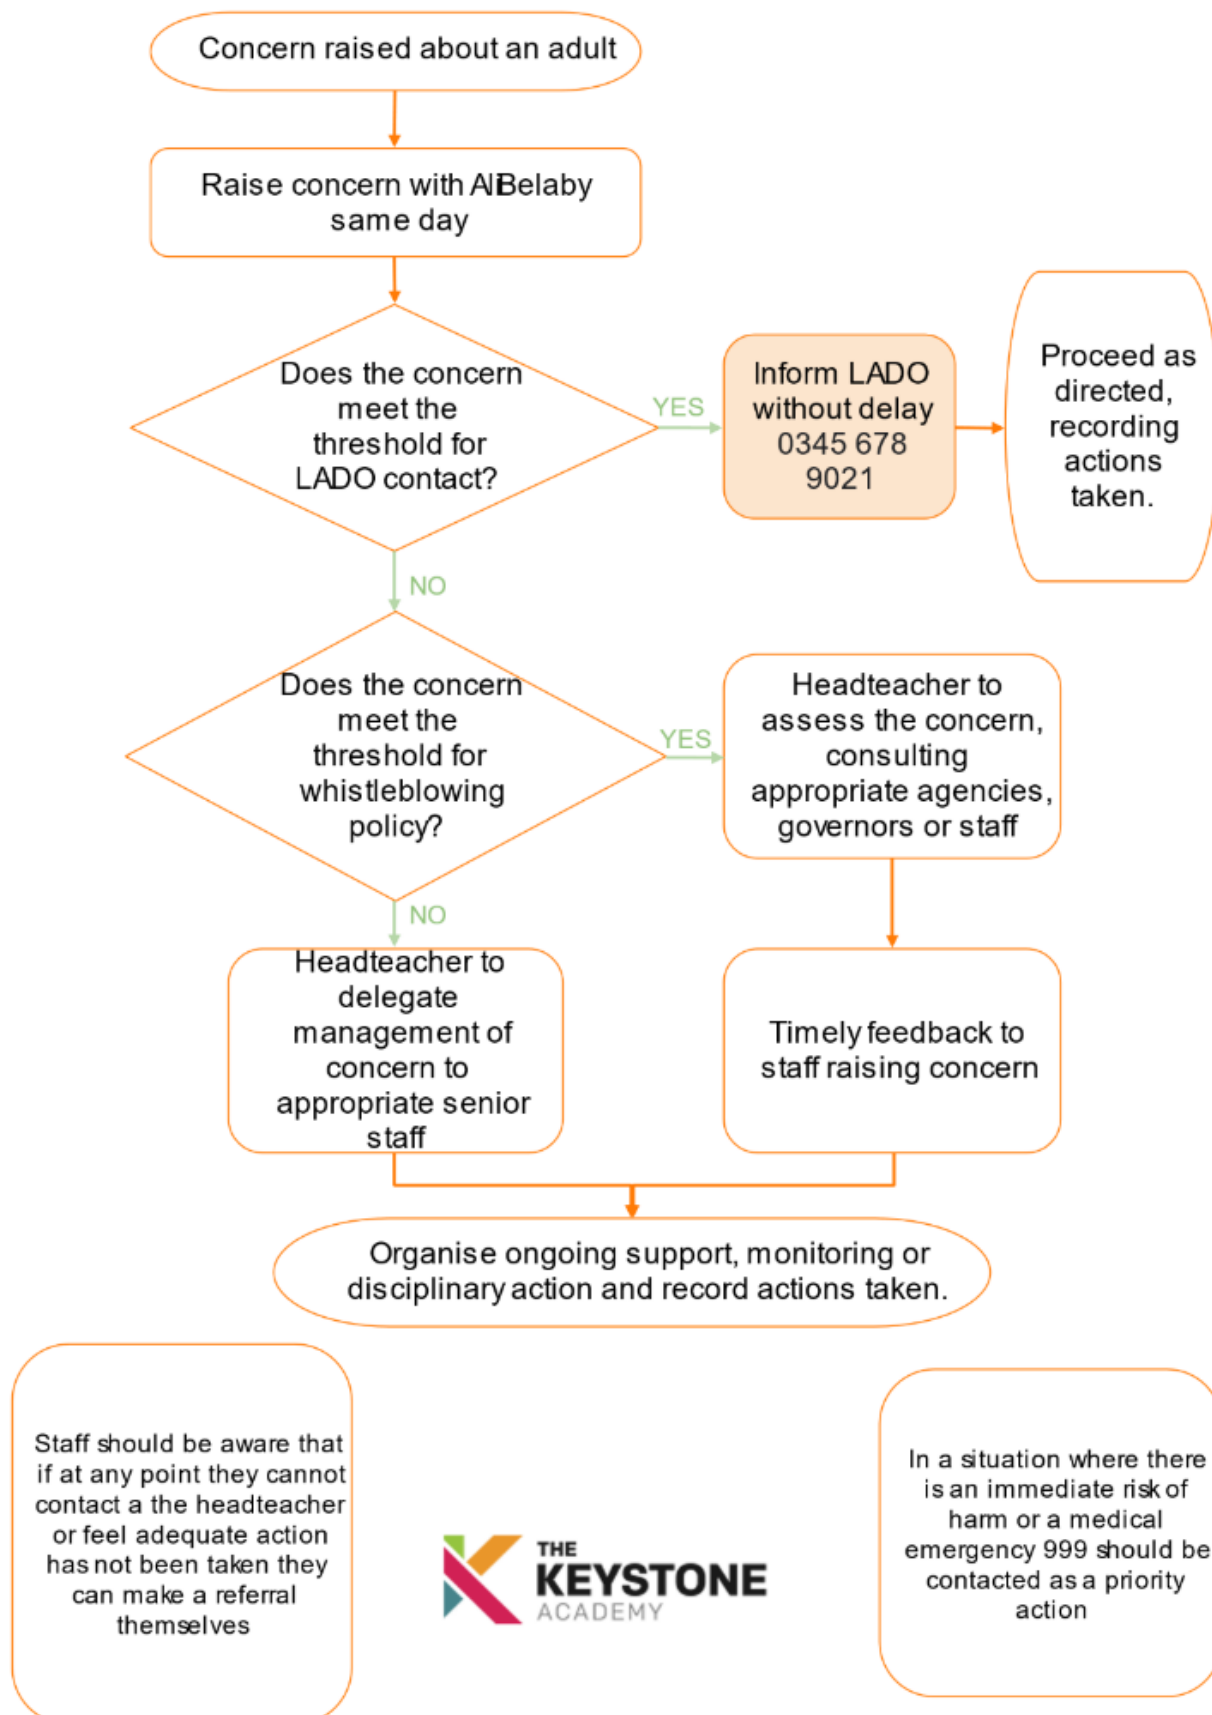 Concern raised about an adult
Raise concern with Ali Belaby
same day
Does the concern
meet the
threshold for
LADO contact?
YES
Inform LADO
without delay
0345 678
9021
Proceed as
directed,
recording
actions
taken.
NO
Does the concern
meet the
threshold for
whistleblowing
policy?
YES
Headteacher to
assess the concern,
consulting
appropriate agencies,
governors or staff
NO
Headteacher to
delegate
management of
concern to
appropriate senior
staff
Timely feedback to
staff raising concern
Organise ongoing support, monitoring or
disciplinary action and record actions taken.
Staff should be aware that
if at any point they cannot
contact a the headteacher
or feel adequate action
has not been taken they
can make a referral
themselves
THE
KEYSTONE
ACADEMY
In a situation where there
is an immediate risk of
harm or a medical
emergency 999 should be
contacted as a priority
action